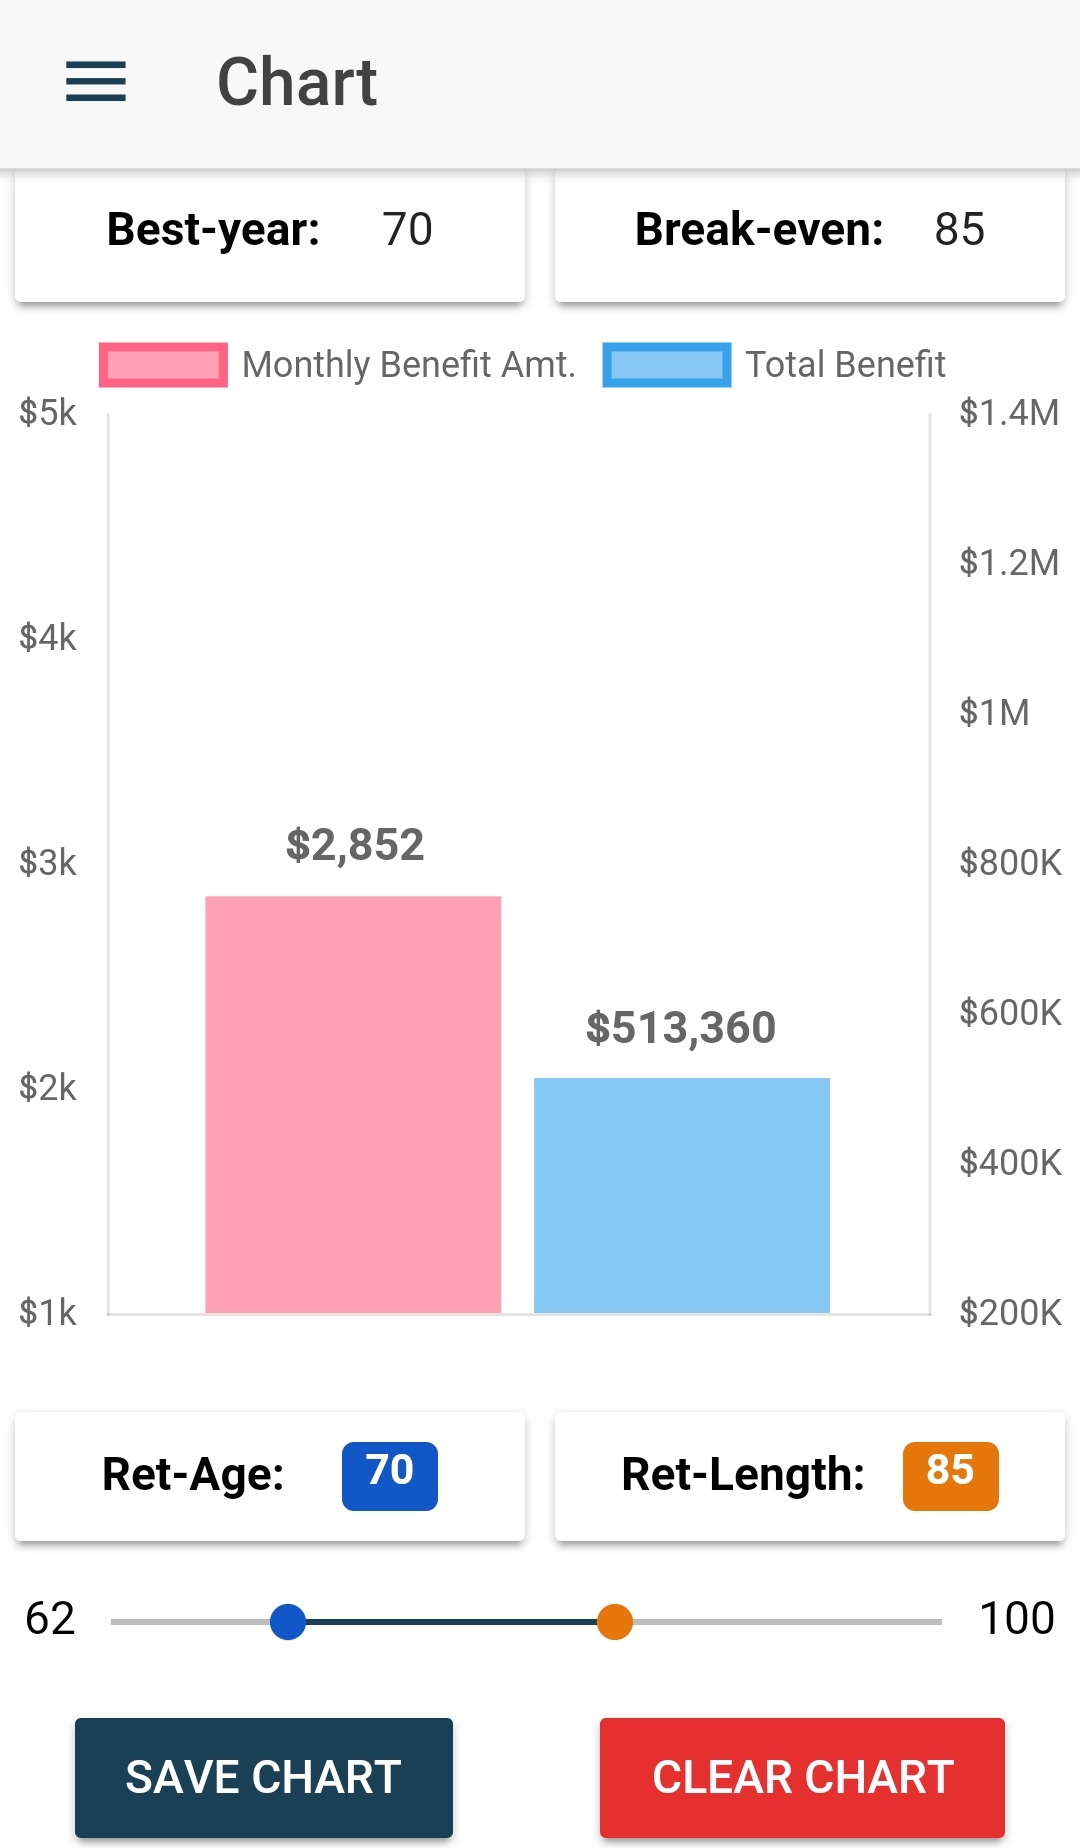 Chart
Best-year: 70
Break-even: 85
Monthly Benefit Amt.
Total Benefit
$5k
$4k
$3k
$2k
$1k
$2,852
$513,360
$1.4M
$1.2M
$1M
$800K
$600K
$400K
$200K
Ret-Age: 70
Ret-Length: 85
62
100
SAVE CHART
CLEAR CHART